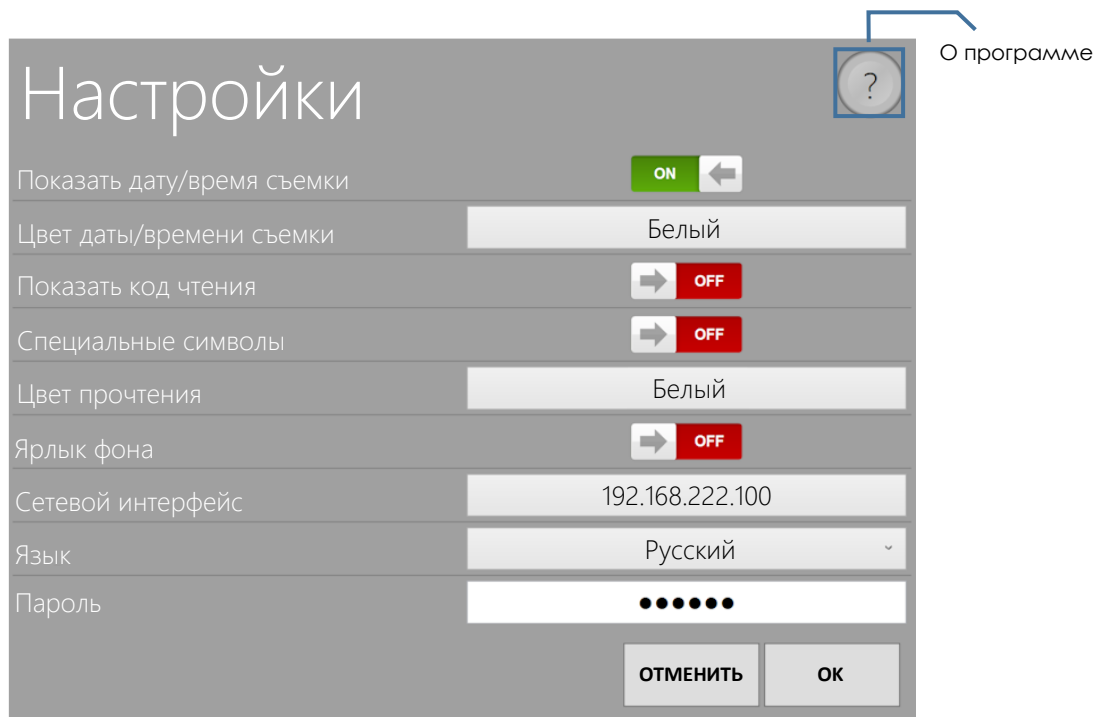 О программе
Настройки
?
Показать дату/время съемки
ON
Цвет даты/времени съемки
Белый
Показать код чтения
OFF
Специальные символы
OFF
Цвет прочтения
Белый
Ярлык фона
OFF
Сетевой интерфейс
192.168.222.100
Язык
Русский
Пароль
●●●●●●
ОТМЕНИТЬ
ОК